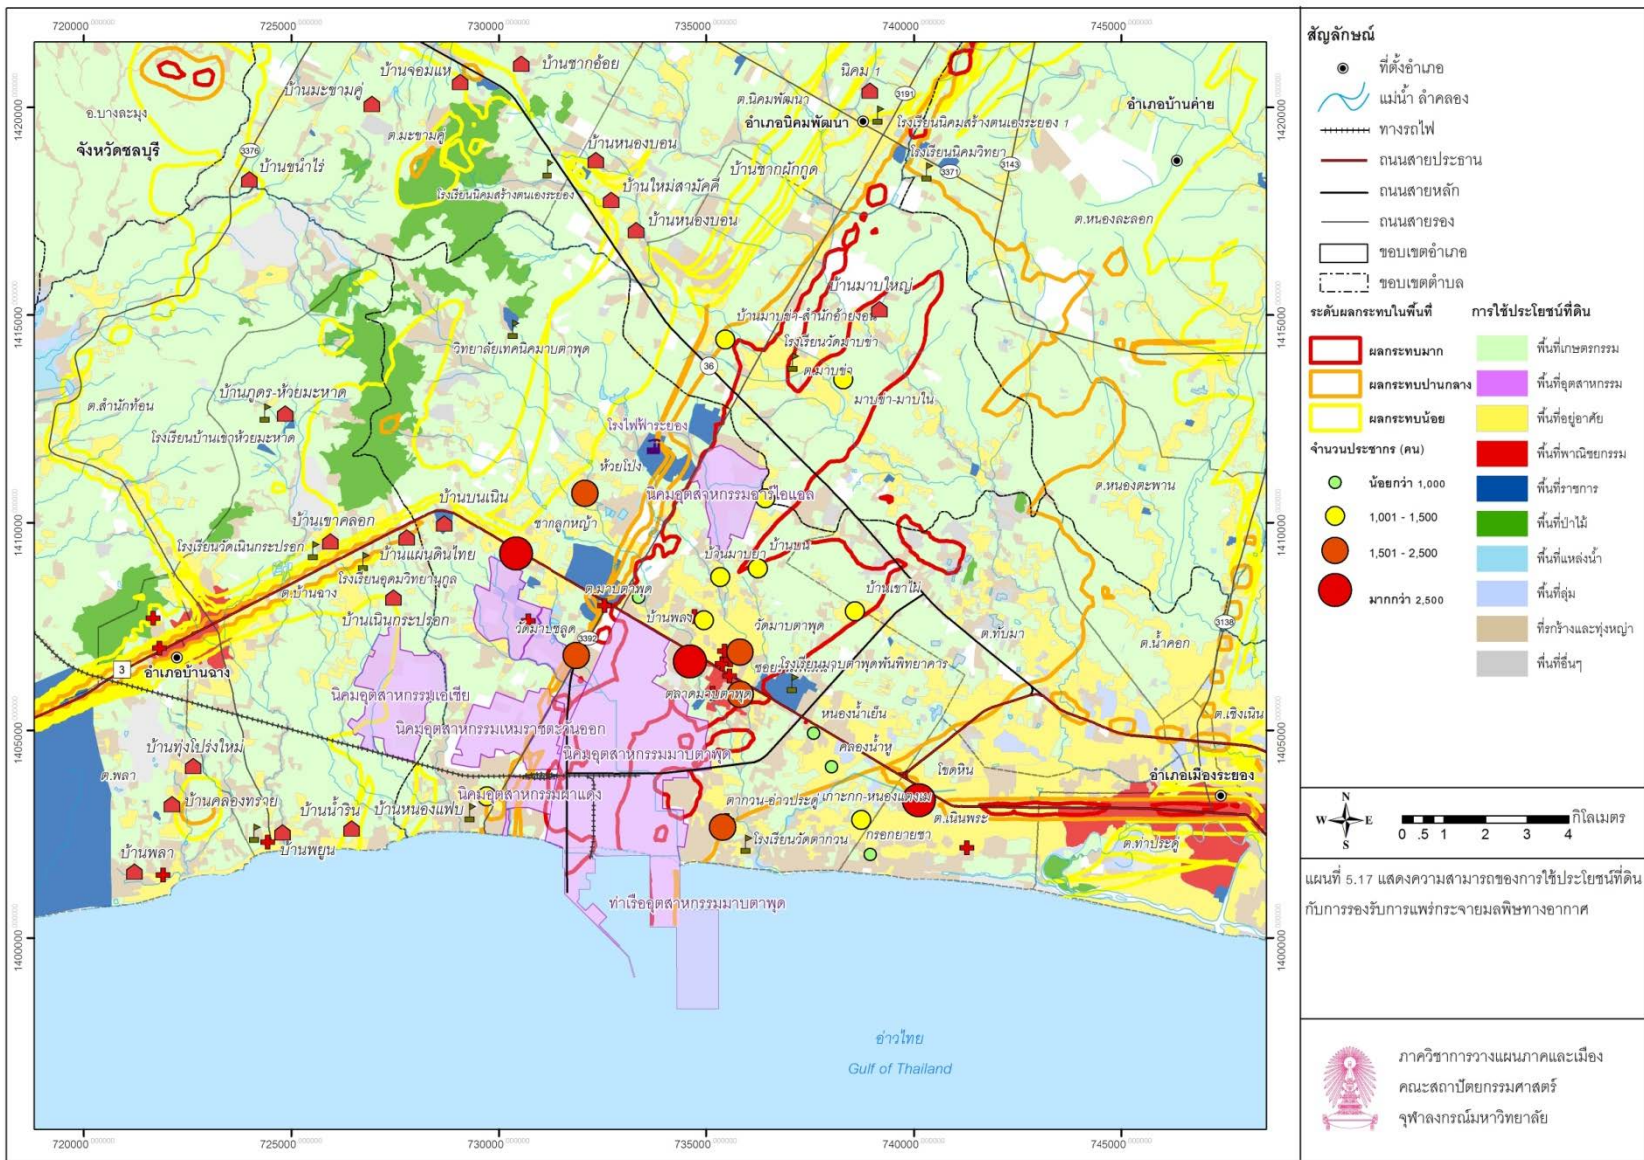 720000
725000
730000
735000
740000
745000
1420000
1415000
1410000
1405000
1400000
1420000
1415000
1410000
1405000
1400000
720000
725000
730000
735000
740000
745000
อ.บางละมุง
จังหวัดชลบุรี
3376
บ้านขนำไร่
บ้านมะขามคู่
บ้านจอมแห
บ้านชากอ้อย
ต.มะขามคู่
โรงเรียนนิคมสร้างตนเองระยอง
บ้านหนองบอน
บ้านใหม่สามัคคี
บ้านหนองบอน
บ้านชากผักกูด
นิคม 1
ต.นิคมพัฒนา
3191
อำเภอนิคมพัฒนา
โรงเรียนนิคมสร้างตนเองระยอง 1
โรงเรียนนิคมวิทยา
3371
3143
อำเภอบ้านค่าย
ต.หนองละลอก
บ้านมาบใหญ่
บ้านมาบข่า-สำนักอ้ายงอน
โรงเรียนวัดมาบข่า
ต.มาบข่า
มาบข่า-มาบใน
36
วิทยาลัยเทคนิคมาบตาพุด
ต.สำนักท้อน
บ้านภูดร-ห้วยมะหาด
โรงเรียนบ้านเขาห้วยมะหาด
โรงไฟฟ้าระยอง
ห้วยโป่ง
นิคมอุตสาหกรรมอาร์ไอแอล
ต.หนองตะพาน
บ้านบนเนิน
บ้านเขาคลอก
ชากลูกหญ้า
โรงเรียนวัดเนินกระปรอก
บ้านแผ่นดินไทย
โรงเรียนอุดมวิทยานุกูล
ต.บ้านฉาง
บ้านเนินกระปรอก
บ้านมาบยา
บ้านบน
บ้านเขาไผ่
ต.มาบตาพุด
บ้านพลง
วัดมาบชลูด
วัดมาบตาพุด
3392
ต.ทับมา
ต.น้ำคอก
3138
โรงเรียนมาบตาพุดพันพิทยาคาร
ตลาดมาบตาพุด
3
อำเภอบ้านฉาง
นิคมอุตสาหกรรมเอเซีย
นิคมอุตสาหกรรมเหมราชตะวันออก
นิคมอุตสาหกรรมมาบตาพุด
นิคมอุตสาหกรรมผาแดง
หนองน้ำเย็น
คลองน้ำหู
ต.เชิงเนิน
โขดหิน
อำเภอเมืองระยอง
บ้านทุ่งโปร่งใหม่
ต.พลา
บ้านคลองทราย
บ้านน้ำริน
บ้านหนองแฟบ
บ้านพยูน
บ้านพลา
ตากวน-อ่าวประดู่
เกาะกก-หนองแตงเม
ต.เนินพระ
โรงเรียนวัดตากวน
กรอกยายชา
ต.ท่าประดู่
ท่าเรืออุตสาหกรรมมาบตาพุด
อ่าวไทย
Gulf of Thailand
สัญลักษณ์
ที่ตั้งอำเภอ
แม่น้ำ ลำคลอง
ทางรถไฟ
ถนนสายประธาน
ถนนสายหลัก
ถนนสายรอง
ขอบเขตอำเภอ
ขอบเขตตำบล
ระดับผลกระทบในพื้นที่
ผลกระทบมาก
ผลกระทบปานกลาง
ผลกระทบน้อย
จำนวนประชากร (คน)
น้อยกว่า 1,000
1,001 - 1,500
1,501 - 2,500
มากกว่า 2,500
การใช้ประโยชน์ที่ดิน
พื้นที่เกษตรกรรม
พื้นที่อุตสาหกรรม
พื้นที่อยู่อาศัย
พื้นที่พาณิชยกรรม
พื้นที่ราชการ
พื้นที่ป่าไม้
พื้นที่แหล่งน้ำ
พื้นที่ลุ่ม
ที่รกร้างและทุ่งหญ่า
พื้นที่อื่นๆ
N
W E
S
กิโลเมตร
0 .5 1 2 3 4
แผนที่ 5.17 แสดงความสามารถของการใช้ประโยชน์ที่ดิน
กับการรองรับการแพร่กระจายมลพิษทางอากาศ
ภาควิชาการวางแผนภาคและเมือง
คณะสถาปัตยกรรมศาสตร์
จุฬาลงกรณ์มหาวิทยาลัย